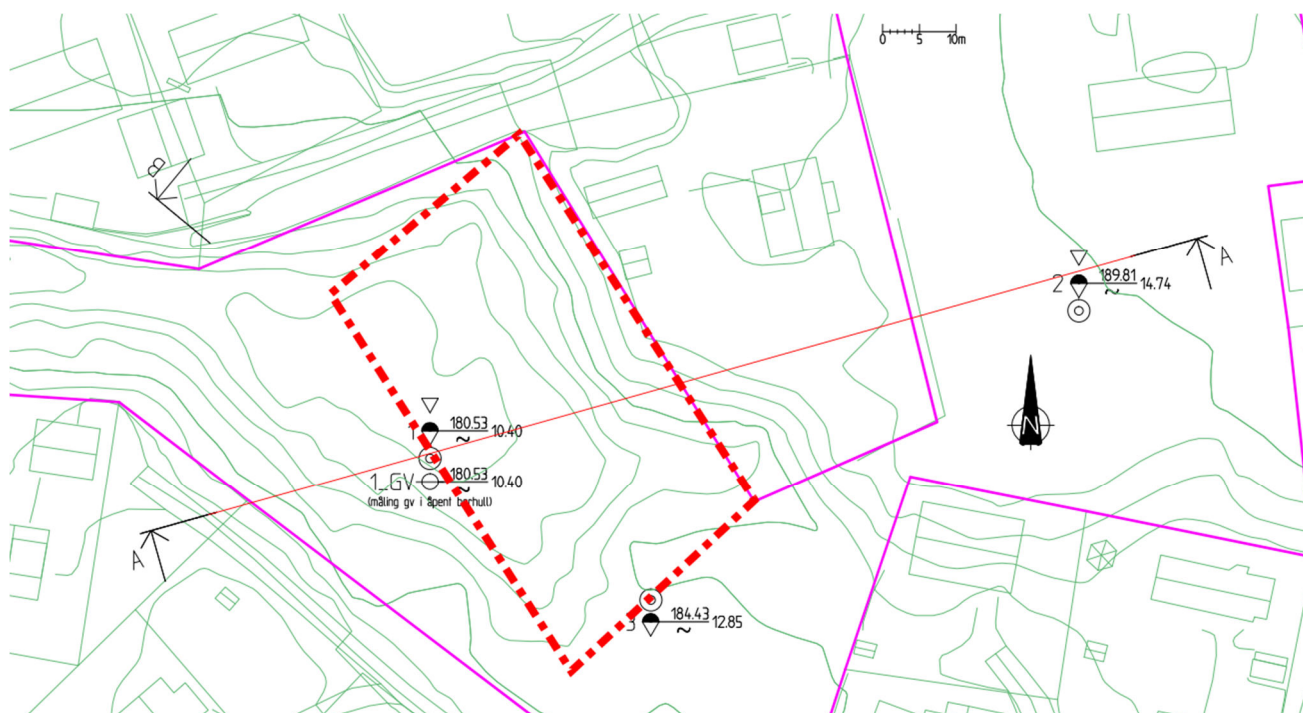 0 5 10m
B
A
2 189.81 14.74
~
N
1 180.53 10.40
~
1_GV 180.53 10.40
~
(måling gv i åpent borhull)
A
3 184.43 12.85
~